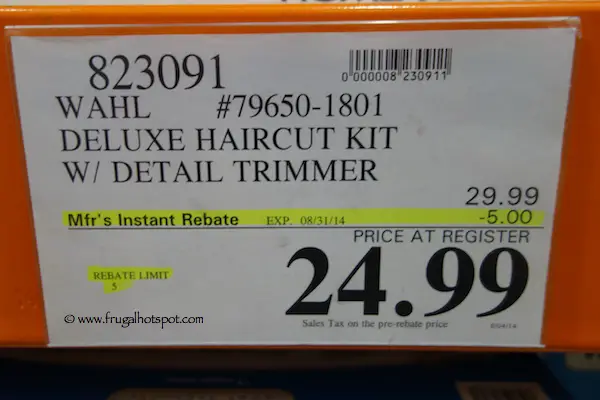 823091
0 000008 230911
WAHL #79650-1801
DELUXE HAIRCUT KIT
W/ DETAIL TRIMMER
29.99
Mfr's Instant Rebate EXP. 08/31/14 -5.00
PRICE AT REGISTER
24.99
REBATE LIMIT
5
© www.frugalhotspot.com
Sales Tax on the pre-rebate price